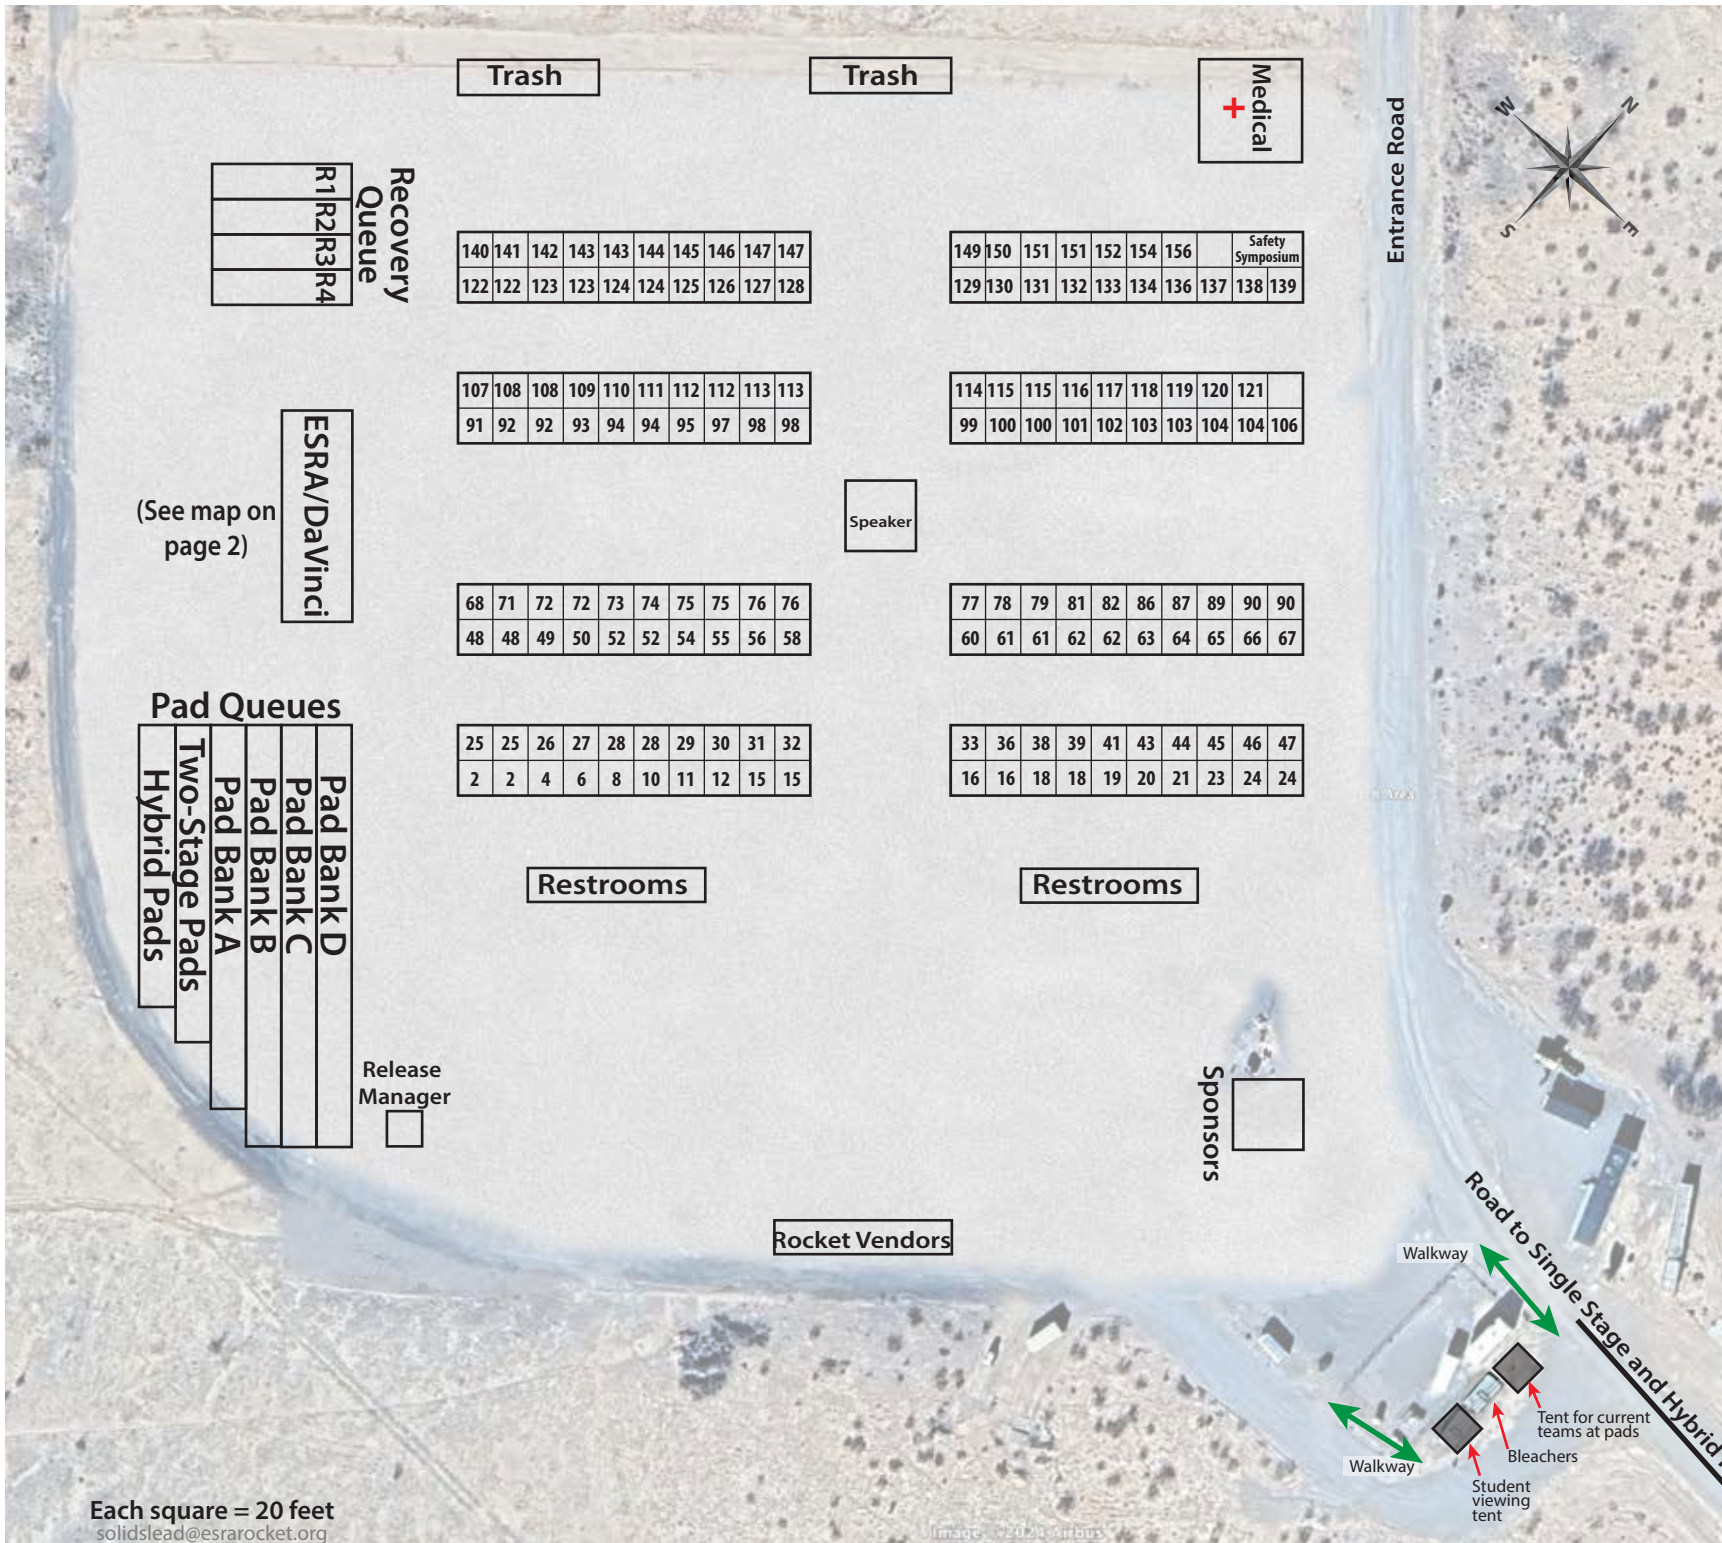 Trash
Trash
Medical
Entrance Road
W
N
S
E
Recovery
Queue
R1
R2
R3
R4
140 141 142 143 143 144 145 146 147 147
122 122 123 123 124 124 125 126 127 128
149 150 151 151 152 154 156
Safety
Symposium
129 130 131 132 133 134 136 137 138 139
107 108 108 109 110 111 112 112 113 113
91 92 92 93 94 94 95 97 98 98
114 115 115 116 117 118 119 120 121
99 100 100 101 102 103 103 104 104 106
ESRA/DaVinci
(See map on
page 2)
Speaker
68 71 72 72 73 74 75 75 76 76
48 48 49 50 52 52 54 55 56 58
77 78 79 81 82 86 87 89 90 90
60 61 61 62 62 63 64 65 66 67
Pad Queues
Hybrid Pads
Two-Stage Pads
Pad Bank A
Pad Bank B
Pad Bank C
Pad Bank D
25 25 26 27 28 28 29 30 31 32
2 2 4 6 8 10 11 12 15 15
33 36 38 39 41 43 44 45 46 47
16 16 18 18 19 20 21 23 24 24
Restrooms
Restrooms
Release
Manager
Sponsors
Rocket Vendors
Road to Single Stage and Hybrid
Walkway
Walkway
Tent for current
teams at pads
Bleachers
Student
viewing
tent
Each square = 20 feet
solidslead@esrarocket.org
Image © 2024 Airbus